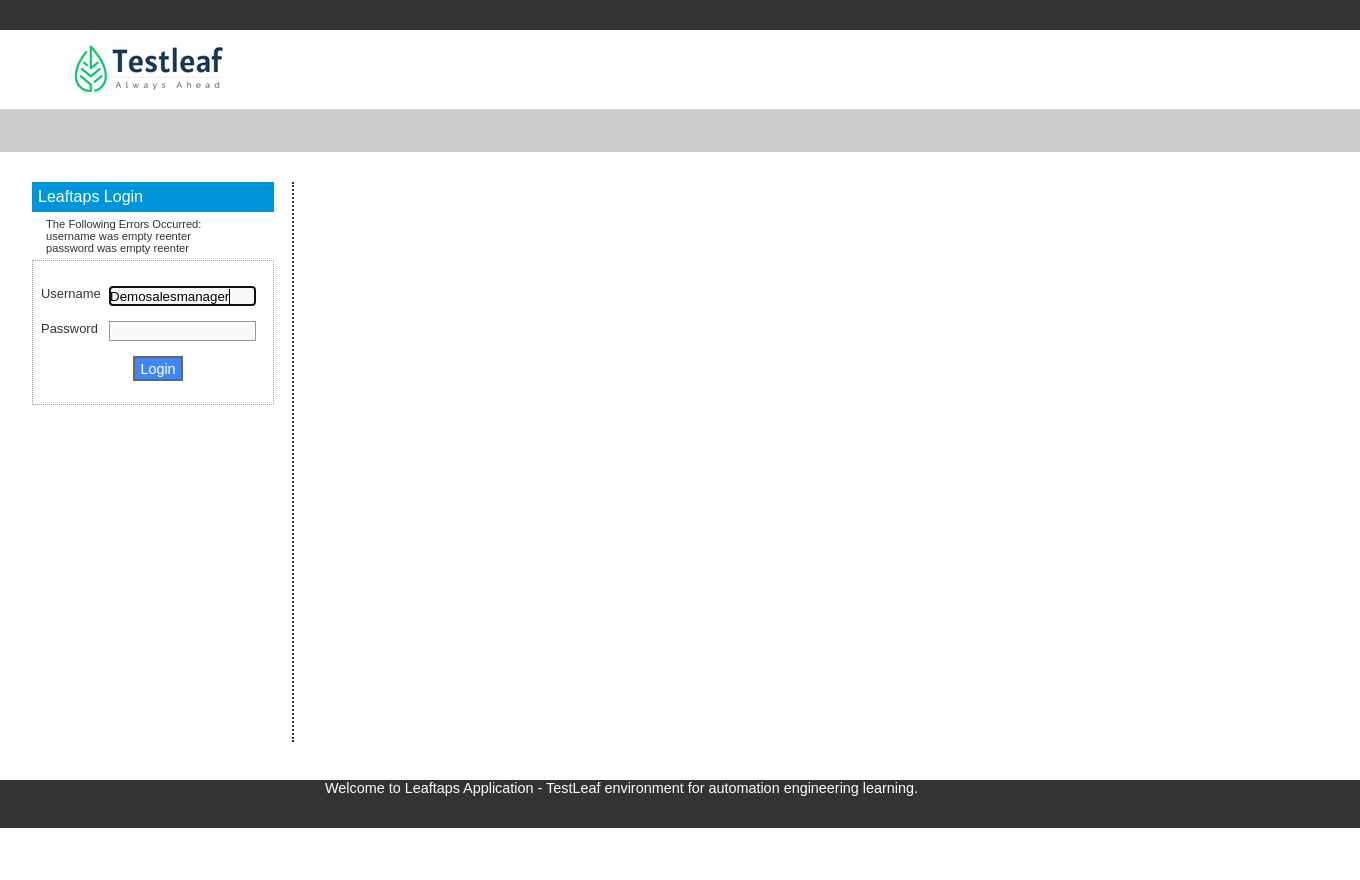 Testleaf
Always Ahead
Leaftaps Login
The Following Errors Occurred:
username was empty reenter
password was empty reenter
Username Demosalesmanager
Password
Login
Welcome to Leaftaps Application - TestLeaf environment for automation engineering learning.